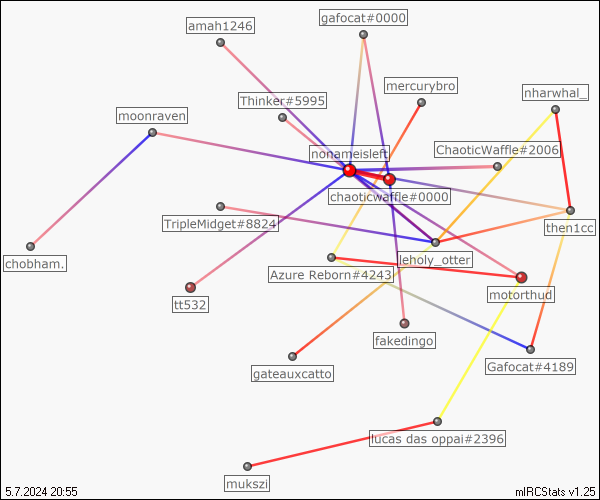 gafocat#0000
amah1246
mercurybro
nharwhal_
Thinker#5995
moonraven
ChaoticWaffle#2006
nonameisleft
chaoticwaffle#0000
TripleMidget#8824
then1cc
leholy_otter
chobham.
Azure Reborn#4243
motorthud
tt532
fakedingo
Gafocat#4189
gateauxcatto
lucas das oppai#2396
mukszi
5.7.2024 20:55
mIRCStats v1.25